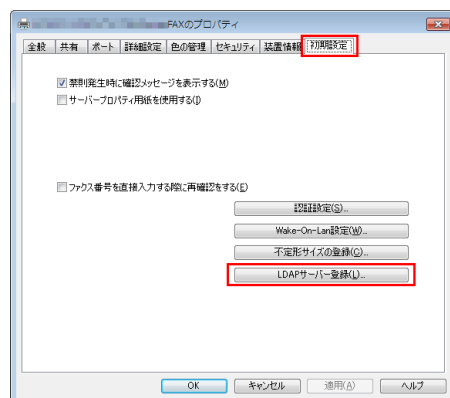 FAXのプロパティ
全般 共有 ポート 詳細設定 色の管理 セキュリティ 装置情報 初期設定
禁則発生時に確認メッセージを表示する(M)
サーバープロパティ用紙を使用する(I)
ファクス番号を直接入力する際に再確認をする(E)
認証設定(S)...
Wake-On-Lan設定(W)...
不定形サイズの登録(C)...
LDAPサーバー登録(L)...
OK キャンセル 適用(A) ヘルプ